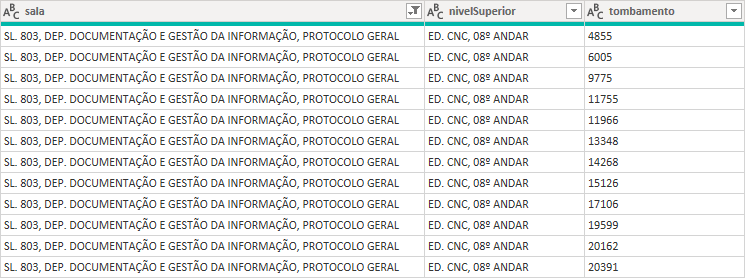 ABC sala ABC nivelSuperior ABC tombamento
SL. 803, DEP. DOCUMENTAÇÃO E GESTÃO DA INFORMAÇÃO, PROTOCOLO GERAL ED. CNC, 08º ANDAR 4855
SL. 803, DEP. DOCUMENTAÇÃO E GESTÃO DA INFORMAÇÃO, PROTOCOLO GERAL ED. CNC, 08º ANDAR 6005
SL. 803, DEP. DOCUMENTAÇÃO E GESTÃO DA INFORMAÇÃO, PROTOCOLO GERAL ED. CNC, 08º ANDAR 9775
SL. 803, DEP. DOCUMENTAÇÃO E GESTÃO DA INFORMAÇÃO, PROTOCOLO GERAL ED. CNC, 08º ANDAR 11755
SL. 803, DEP. DOCUMENTAÇÃO E GESTÃO DA INFORMAÇÃO, PROTOCOLO GERAL ED. CNC, 08º ANDAR 11966
SL. 803, DEP. DOCUMENTAÇÃO E GESTÃO DA INFORMAÇÃO, PROTOCOLO GERAL ED. CNC, 08º ANDAR 13348
SL. 803, DEP. DOCUMENTAÇÃO E GESTÃO DA INFORMAÇÃO, PROTOCOLO GERAL ED. CNC, 08º ANDAR 14268
SL. 803, DEP. DOCUMENTAÇÃO E GESTÃO DA INFORMAÇÃO, PROTOCOLO GERAL ED. CNC, 08º ANDAR 15126
SL. 803, DEP. DOCUMENTAÇÃO E GESTÃO DA INFORMAÇÃO, PROTOCOLO GERAL ED. CNC, 08º ANDAR 17106
SL. 803, DEP. DOCUMENTAÇÃO E GESTÃO DA INFORMAÇÃO, PROTOCOLO GERAL ED. CNC, 08º ANDAR 19599
SL. 803, DEP. DOCUMENTAÇÃO E GESTÃO DA INFORMAÇÃO, PROTOCOLO GERAL ED. CNC, 08º ANDAR 20162
SL. 803, DEP. DOCUMENTAÇÃO E GESTÃO DA INFORMAÇÃO, PROTOCOLO GERAL ED. CNC, 08º ANDAR 20391